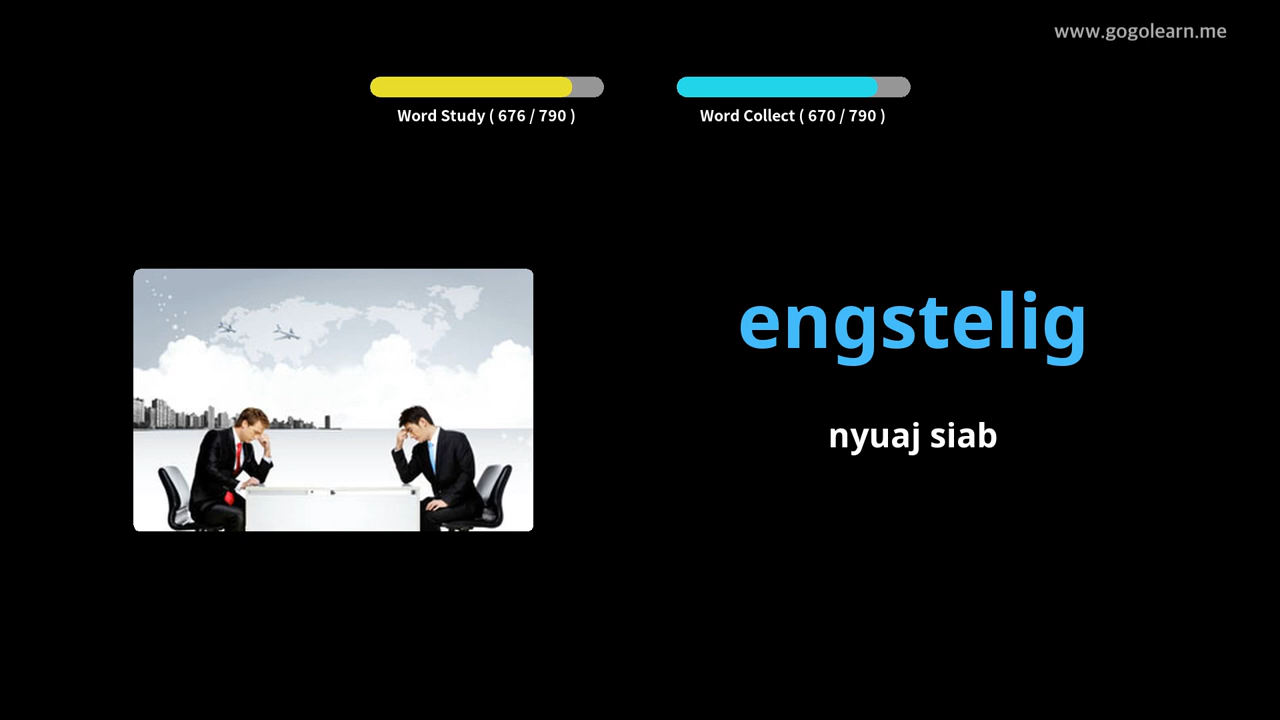 www.gogolearn.me
Word Study ( 676 / 790 )
Word Collect ( 670 / 790 )
engstelig
nyuaj siab